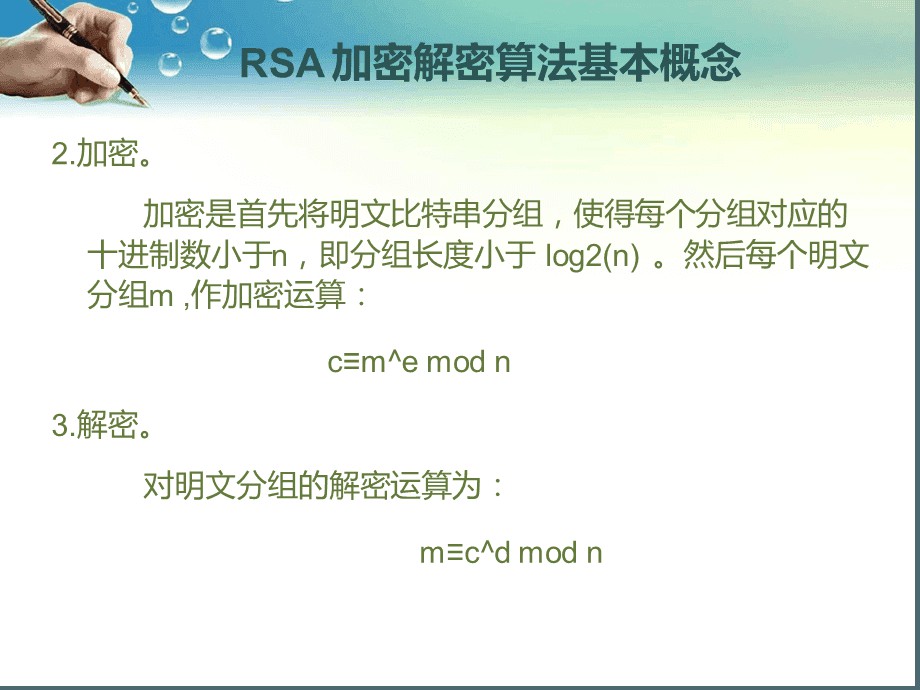 RSA加密解密算法基本概念
2.加密。
加密是首先将明文比特串分组，使得每个分组对应的
十进制数小于n，即分组长度小于 log2(n) 。然后每个明文
分组m ,作加密运算：
c≡m^e mod n
3.解密。
对明文分组的解密运算为：
m≡c^d mod n